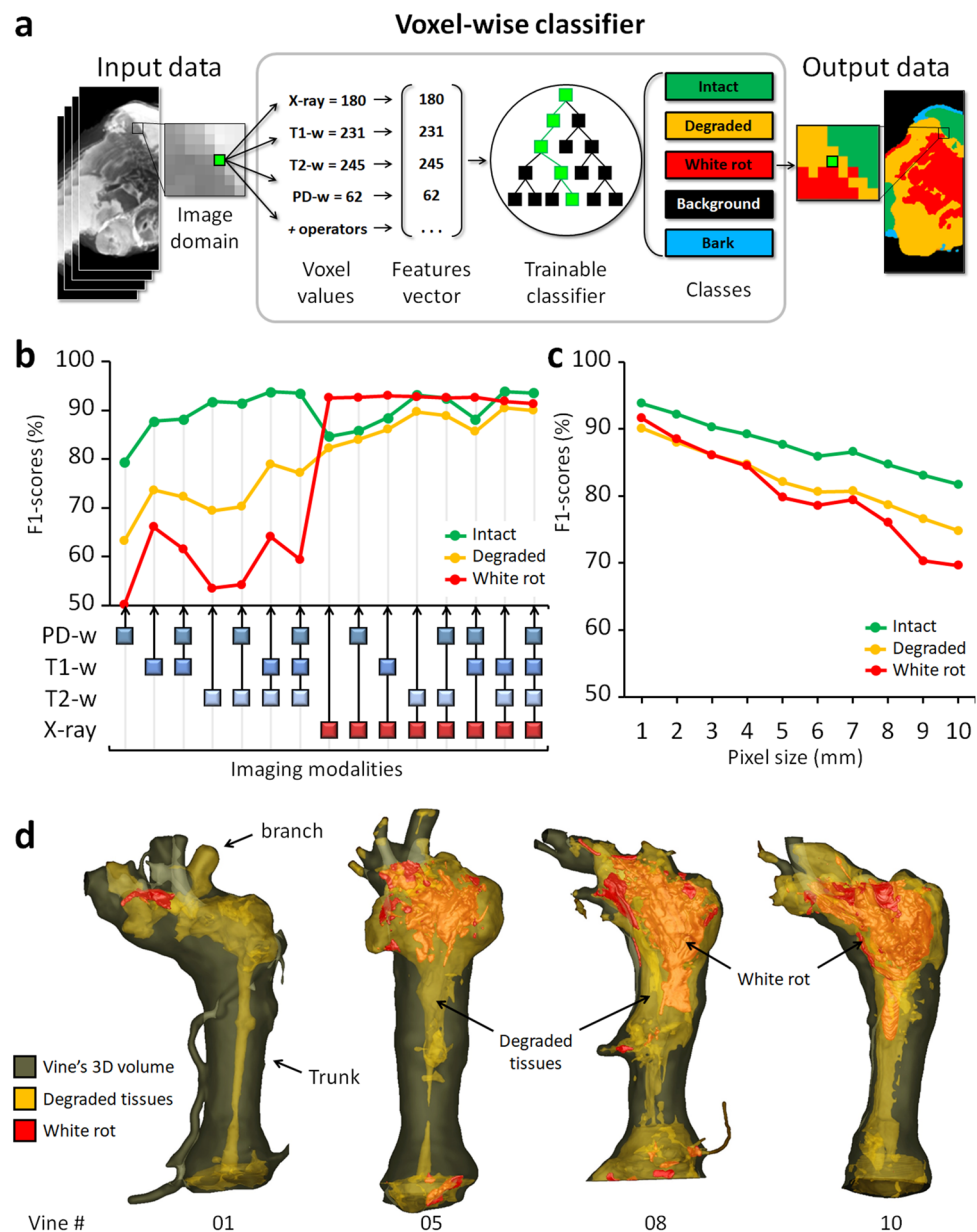 a
Voxel-wise classifier
Input data
Output data
X-ray = 180
180
T1-w = 231
231
T2-w = 245
245
PD-w = 62
62
+ operators
. . .
Image
domain
Voxel
values
Features
vector
Trainable
classifier
Classes
Intact
Degraded
White rot
Background
Bark
b
100
90
80
70
60
50
F1-scores (%)
Intact
Degraded
White rot
PD-w
T1-w
T2-w
X-ray
Imaging modalities
c
100
90
80
70
60
50
F1-scores (%)
Intact
Degraded
White rot
1 2 3 4 5 6 7 8 9 10
Pixel size (mm)
d
branch
Trunk
Degraded
tissues
White rot
Vine's 3D volume
Degraded tissues
White rot
Vine # 01 05 08 10